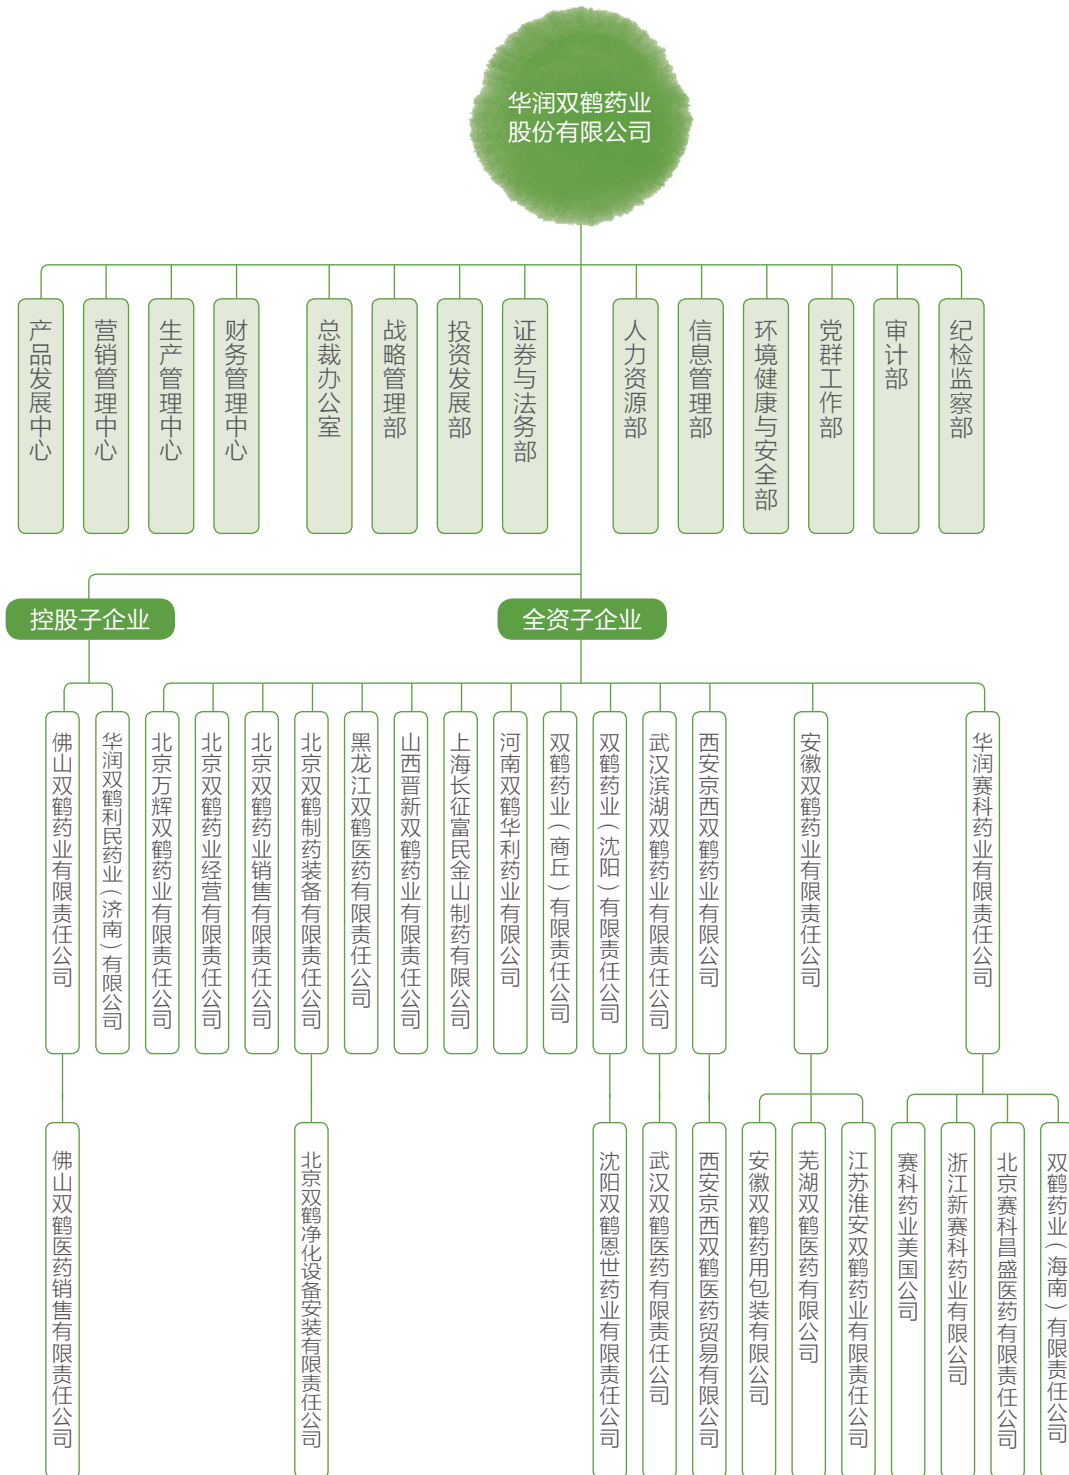 华润双鹤药业
股份有限公司
产品发展中心
营销管理中心
生产管理中心
财务管理中心
总裁办公室
战略管理部
投资发展部
证券与法务部
人力资源部
信息管理部
环境健康与安全部
党群工作部
审计部
纪检监察部
控股子企业
全资子企业
佛山双鹤药业有限责任公司
华润双鹤利民药业（济南）有限公司
北京万辉双鹤药业有限责任公司
北京双鹤药业经营有限责任公司
北京双鹤药业销售有限责任公司
北京双鹤制药装备有限责任公司
黑龙江双鹤医药有限责任公司
山西晋新双鹤药业有限责任公司
上海长征富民金山制药有限公司
河南双鹤华利药业有限公司
双鹤药业（商丘）有限责任公司
双鹤药业（沈阳）有限责任公司
武汉滨湖双鹤药业有限责任公司
西安京西双鹤药业有限公司
安徽双鹤药业有限责任公司
华润赛科药业有限责任公司
佛山双鹤医药销售有限责任公司
北京双鹤净化设备安装有限责任公司
沈阳双鹤恩世药业有限责任公司
武汉双鹤医药有限责任公司
西安京西双鹤医药贸易有限公司
安徽双鹤药用包装有限公司
芜湖双鹤医药有限公司
江苏淮安双鹤药业有限责任公司
赛科药业美国公司
浙江新赛科药业有限公司
北京赛科昌盛医药有限责任公司
双鹤药业（海南）有限责任公司